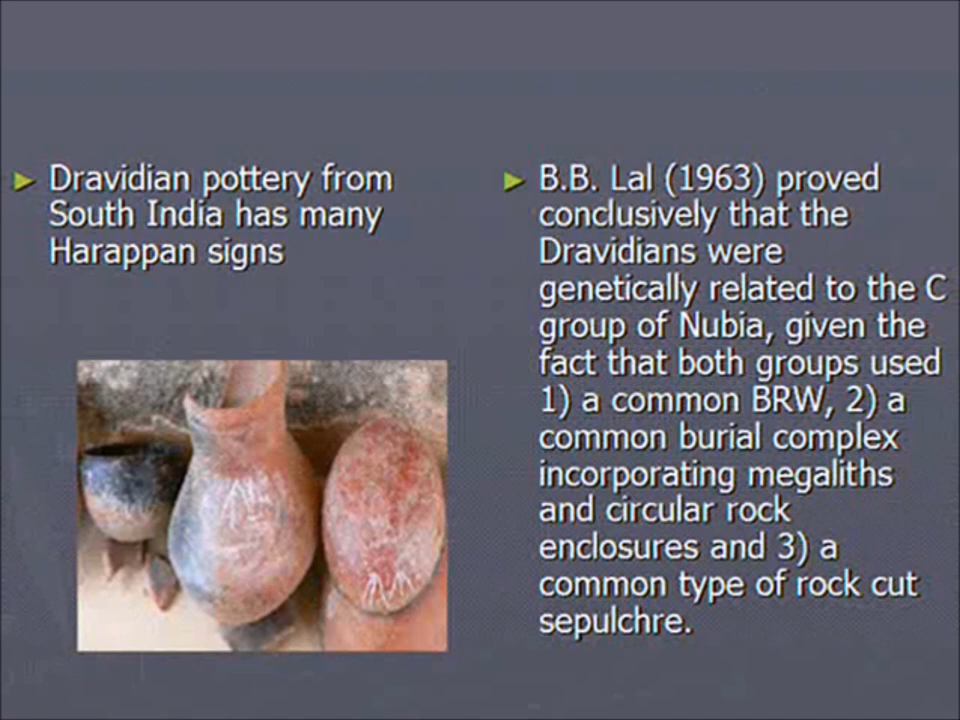 Dravidian pottery from
South India has many
Harappan signs
B.B. Lal (1963) proved
conclusively that the
Dravidians were
genetically related to the C
group of Nubia, given the
fact that both groups used
1) a common BRW, 2) a
common burial complex
incorporating megaliths
and circular rock
enclosures and 3) a
common type of rock cut
sepulchre.